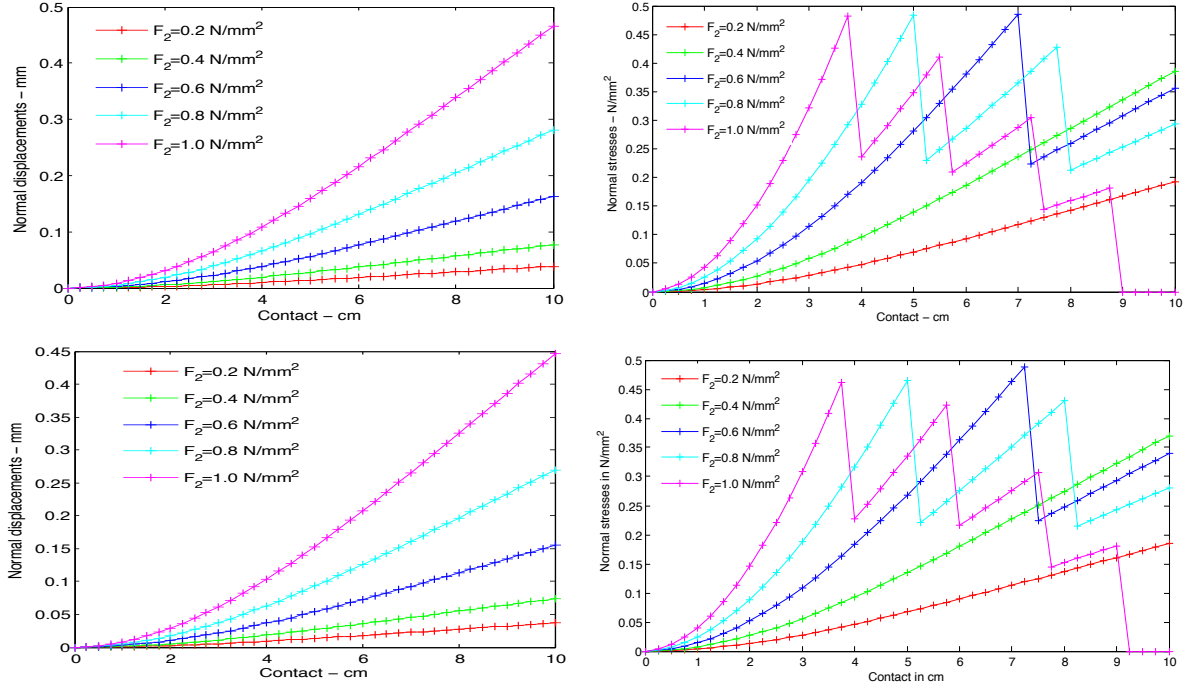 0.5
0.4
0.3
0.2
0.1
0
Normal displacements – mm
F2=0.2 N/mm2
F2=0.4 N/mm2
F2=0.6 N/mm2
F2=0.8 N/mm2
F2=1.0 N/mm2
0 2 4 6 8 10
Contact – cm
0.5
0.45
0.4
0.35
0.3
0.25
0.2
0.15
0.1
0.05
0
Normal stresses – N/mm2
F2=0.2 N/mm2
F2=0.4 N/mm2
F2=0.6 N/mm2
F2=0.8 N/mm2
F2=1.0 N/mm2
0 1 2 3 4 5 6 7 8 9 10
Contact – cm
0.45
0.4
0.35
0.3
0.25
0.2
0.15
0.1
0.05
0
Normal displacements – mm
F2=0.2 N/mm2
F2=0.4 N/mm2
F2=0.6 N/mm2
F2=0.8 N/mm2
F2=1.0 N/mm2
0 2 4 6 8 10
Contact – cm
0.5
0.45
0.4
0.35
0.3
0.25
0.2
0.15
0.1
0.05
0
Normal stresses in N/mm2
F2=0.2 N/mm2
F2=0.4 N/mm2
F2=0.6 N/mm2
F2=0.8 N/mm2
F2=1.0 N/mm2
0 1 2 3 4 5 6 7 8 9 10
Contact in cm